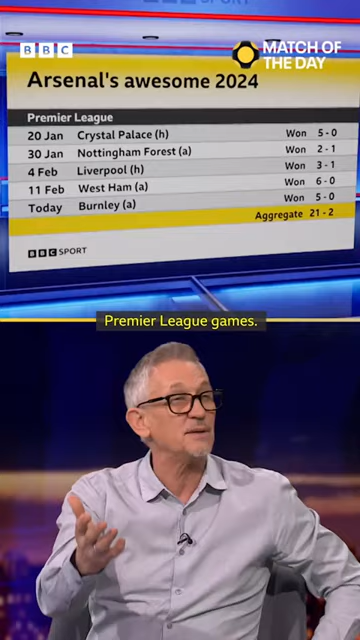 BBC
MATCH OF
THE DAY
Arsenal's awesome 2024
Premier League
20 Jan Crystal Palace (h) Won 5 - 0
30 Jan Nottingham Forest (a) Won 2 - 1
4 Feb Liverpool (h) Won 3 - 1
11 Feb West Ham (a) Won 6 - 0
Today Burnley (a) Won 5 - 0
Aggregate 21 - 2
BBC SPORT
Premier League games.